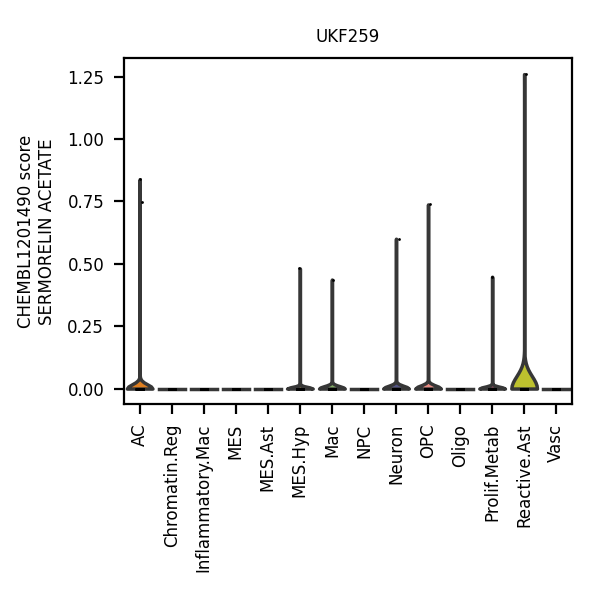 UKF259
CHEMBL1201490 score
SERMORELIN ACETATE
1.25
1.00
0.75
0.50
0.25
0.00
AC
Chromatin.Reg
Inflammatory.Mac
MES
MES.Ast
MES.Hyp
Mac
NPC
Neuron
OPC
Oligo
Prolif.Metab
Reactive.Ast
Vasc